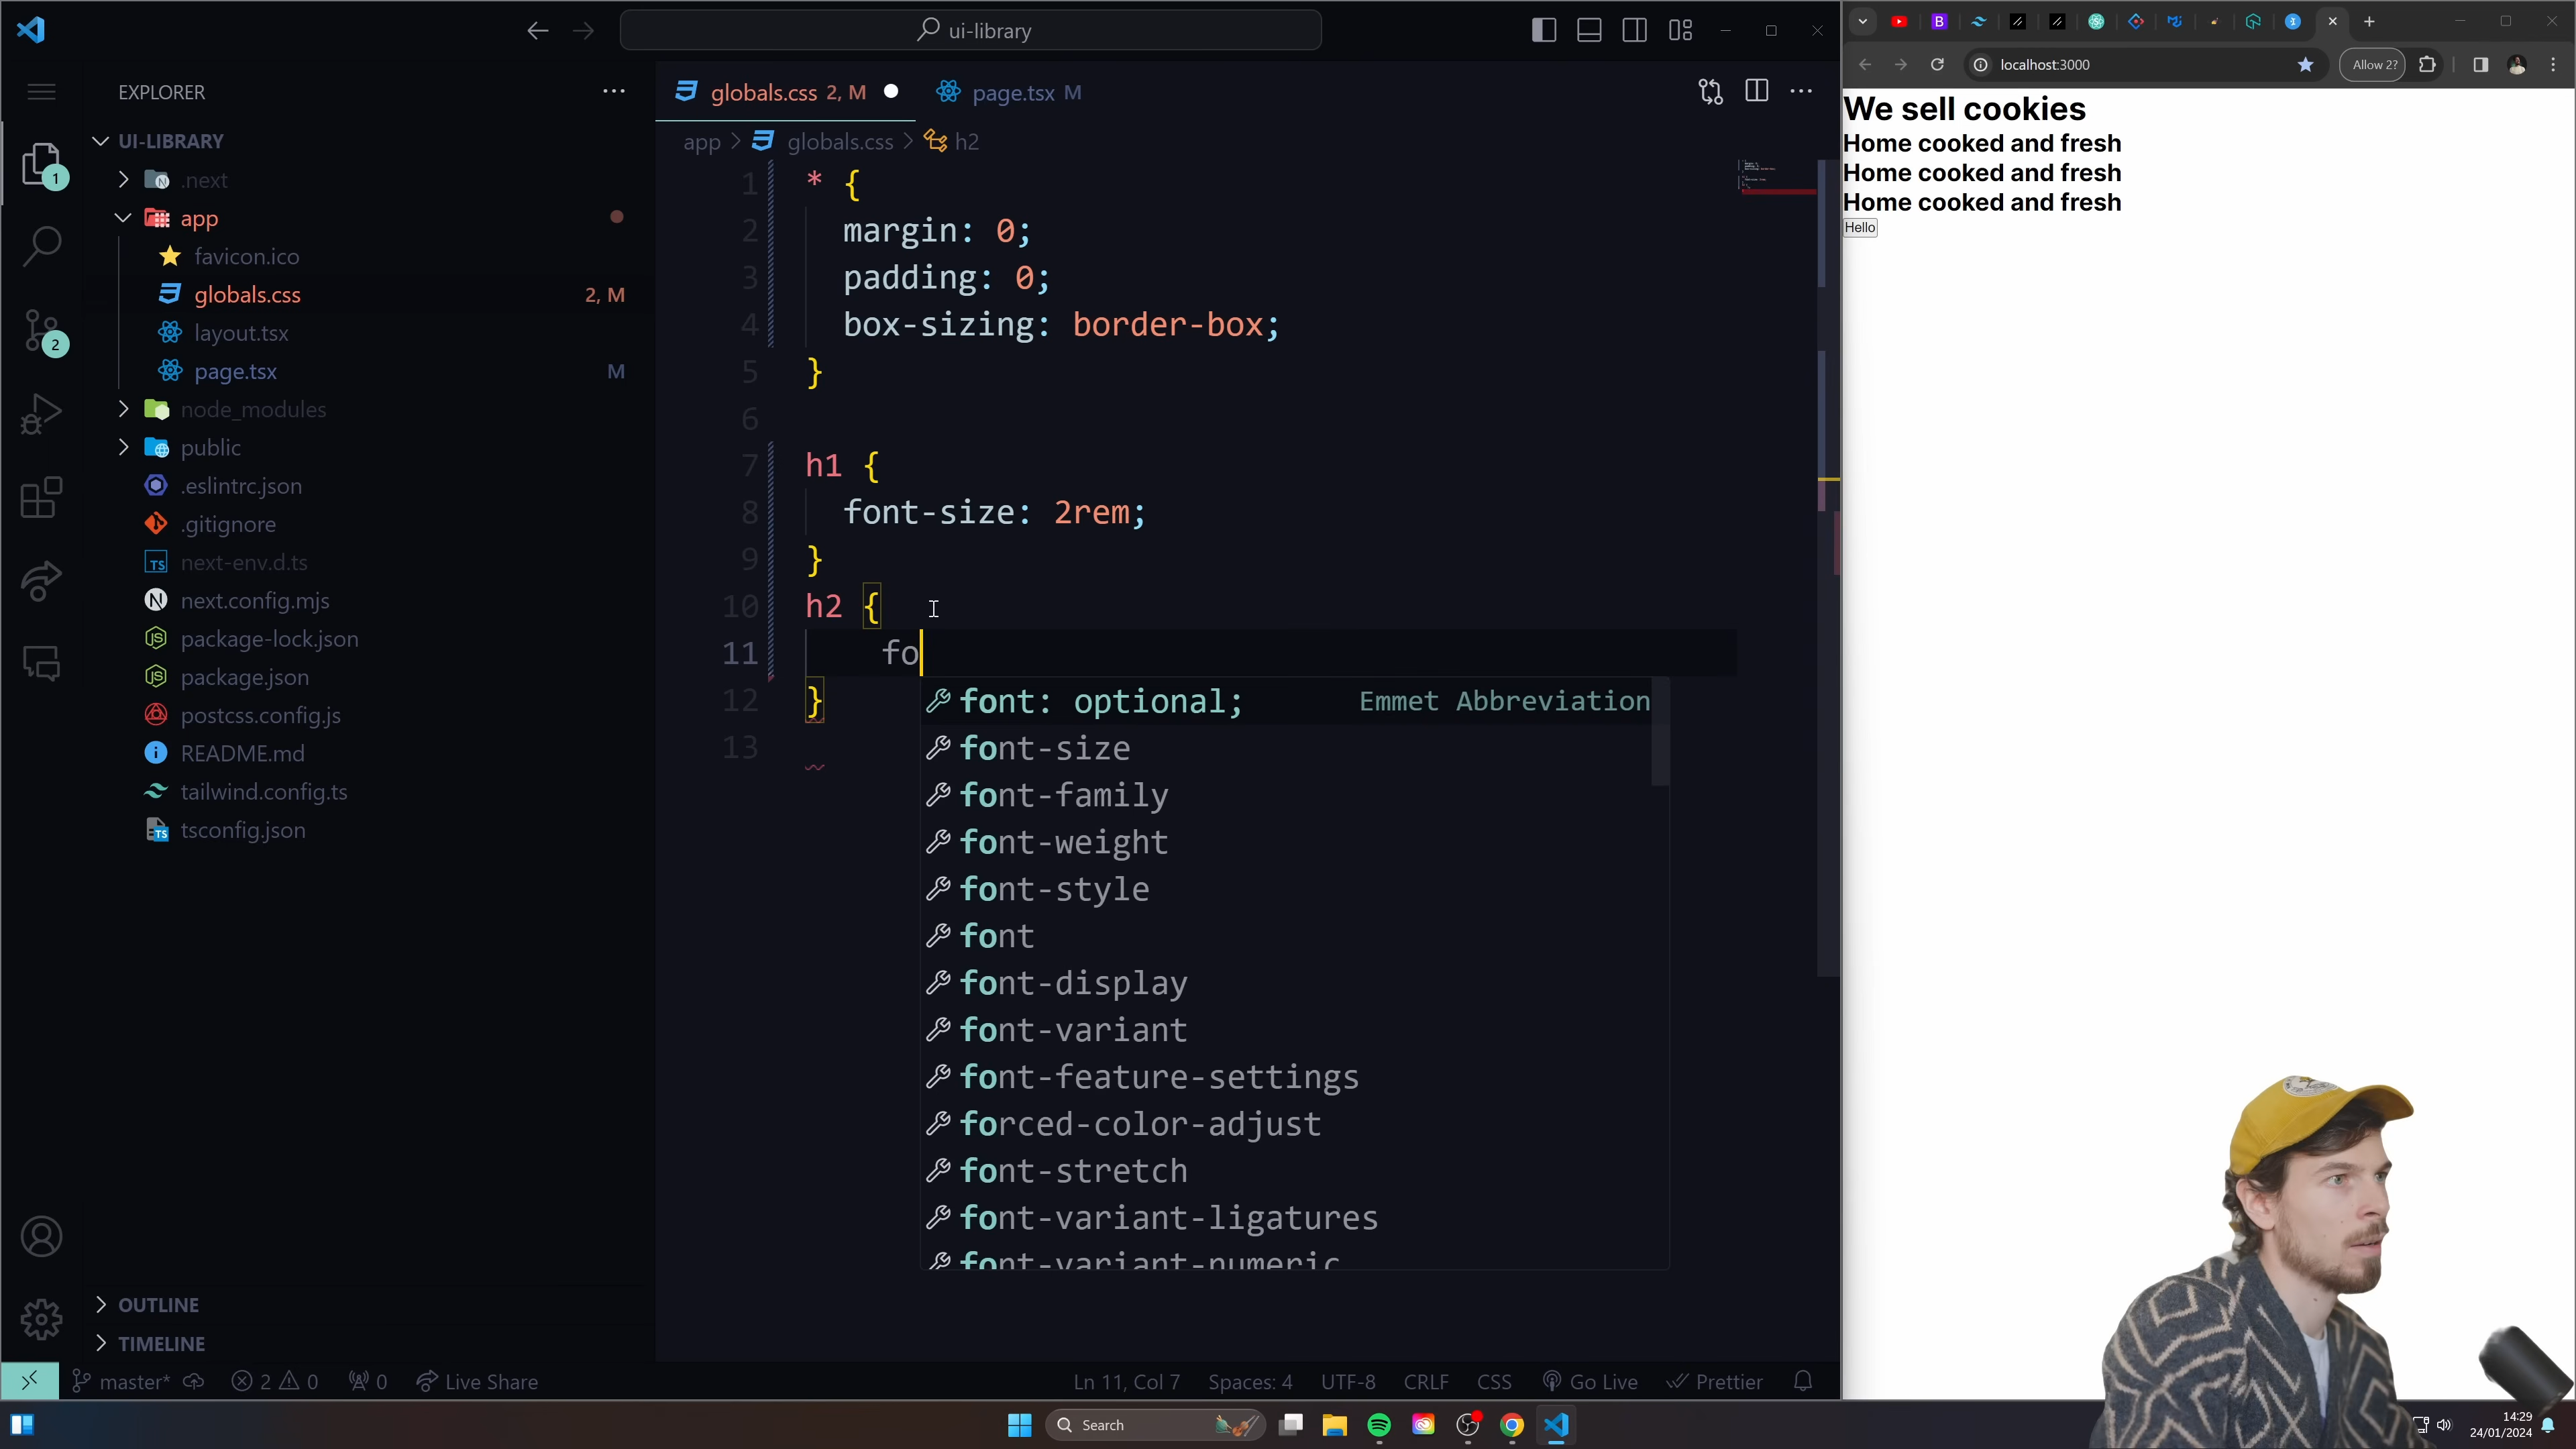 ui-library
EXPLORER
UI-LIBRARY
.next
app
favicon.ico
globals.css 2, M
layout.tsx
page.tsx M
node_modules
public
.eslintrc.json
.gitignore
next-env.d.ts
next.config.mjs
package-lock.json
package.json
postcss.config.js
README.md
tailwind.config.ts
tsconfig.json
OUTLINE
TIMELINE
1
2
globals.css 2, M
page.tsx M
app > globals.css > h2
1 * {
2 margin: 0;
3 padding: 0;
4 box-sizing: border-box;
5 }
6
7 h1 {
8 font-size: 2rem;
9 }
10 h2 {
11 fo
12 }
13
font: optional; Emmet Abbreviation
font-size
font-family
font-weight
font-style
font
font-display
font-variant
font-feature-settings
forced-color-adjust
font-stretch
font-variant-ligatures
font-variant-numeric
master* 2 0 0 Live Share
Ln 11, Col 7 Spaces: 4 UTF-8 CRLF CSS Go Live Prettier
localhost:3000
Allow 2?
We sell cookies
Home cooked and fresh
Home cooked and fresh
Home cooked and fresh
Hello
Search
14:29
24/01/2024